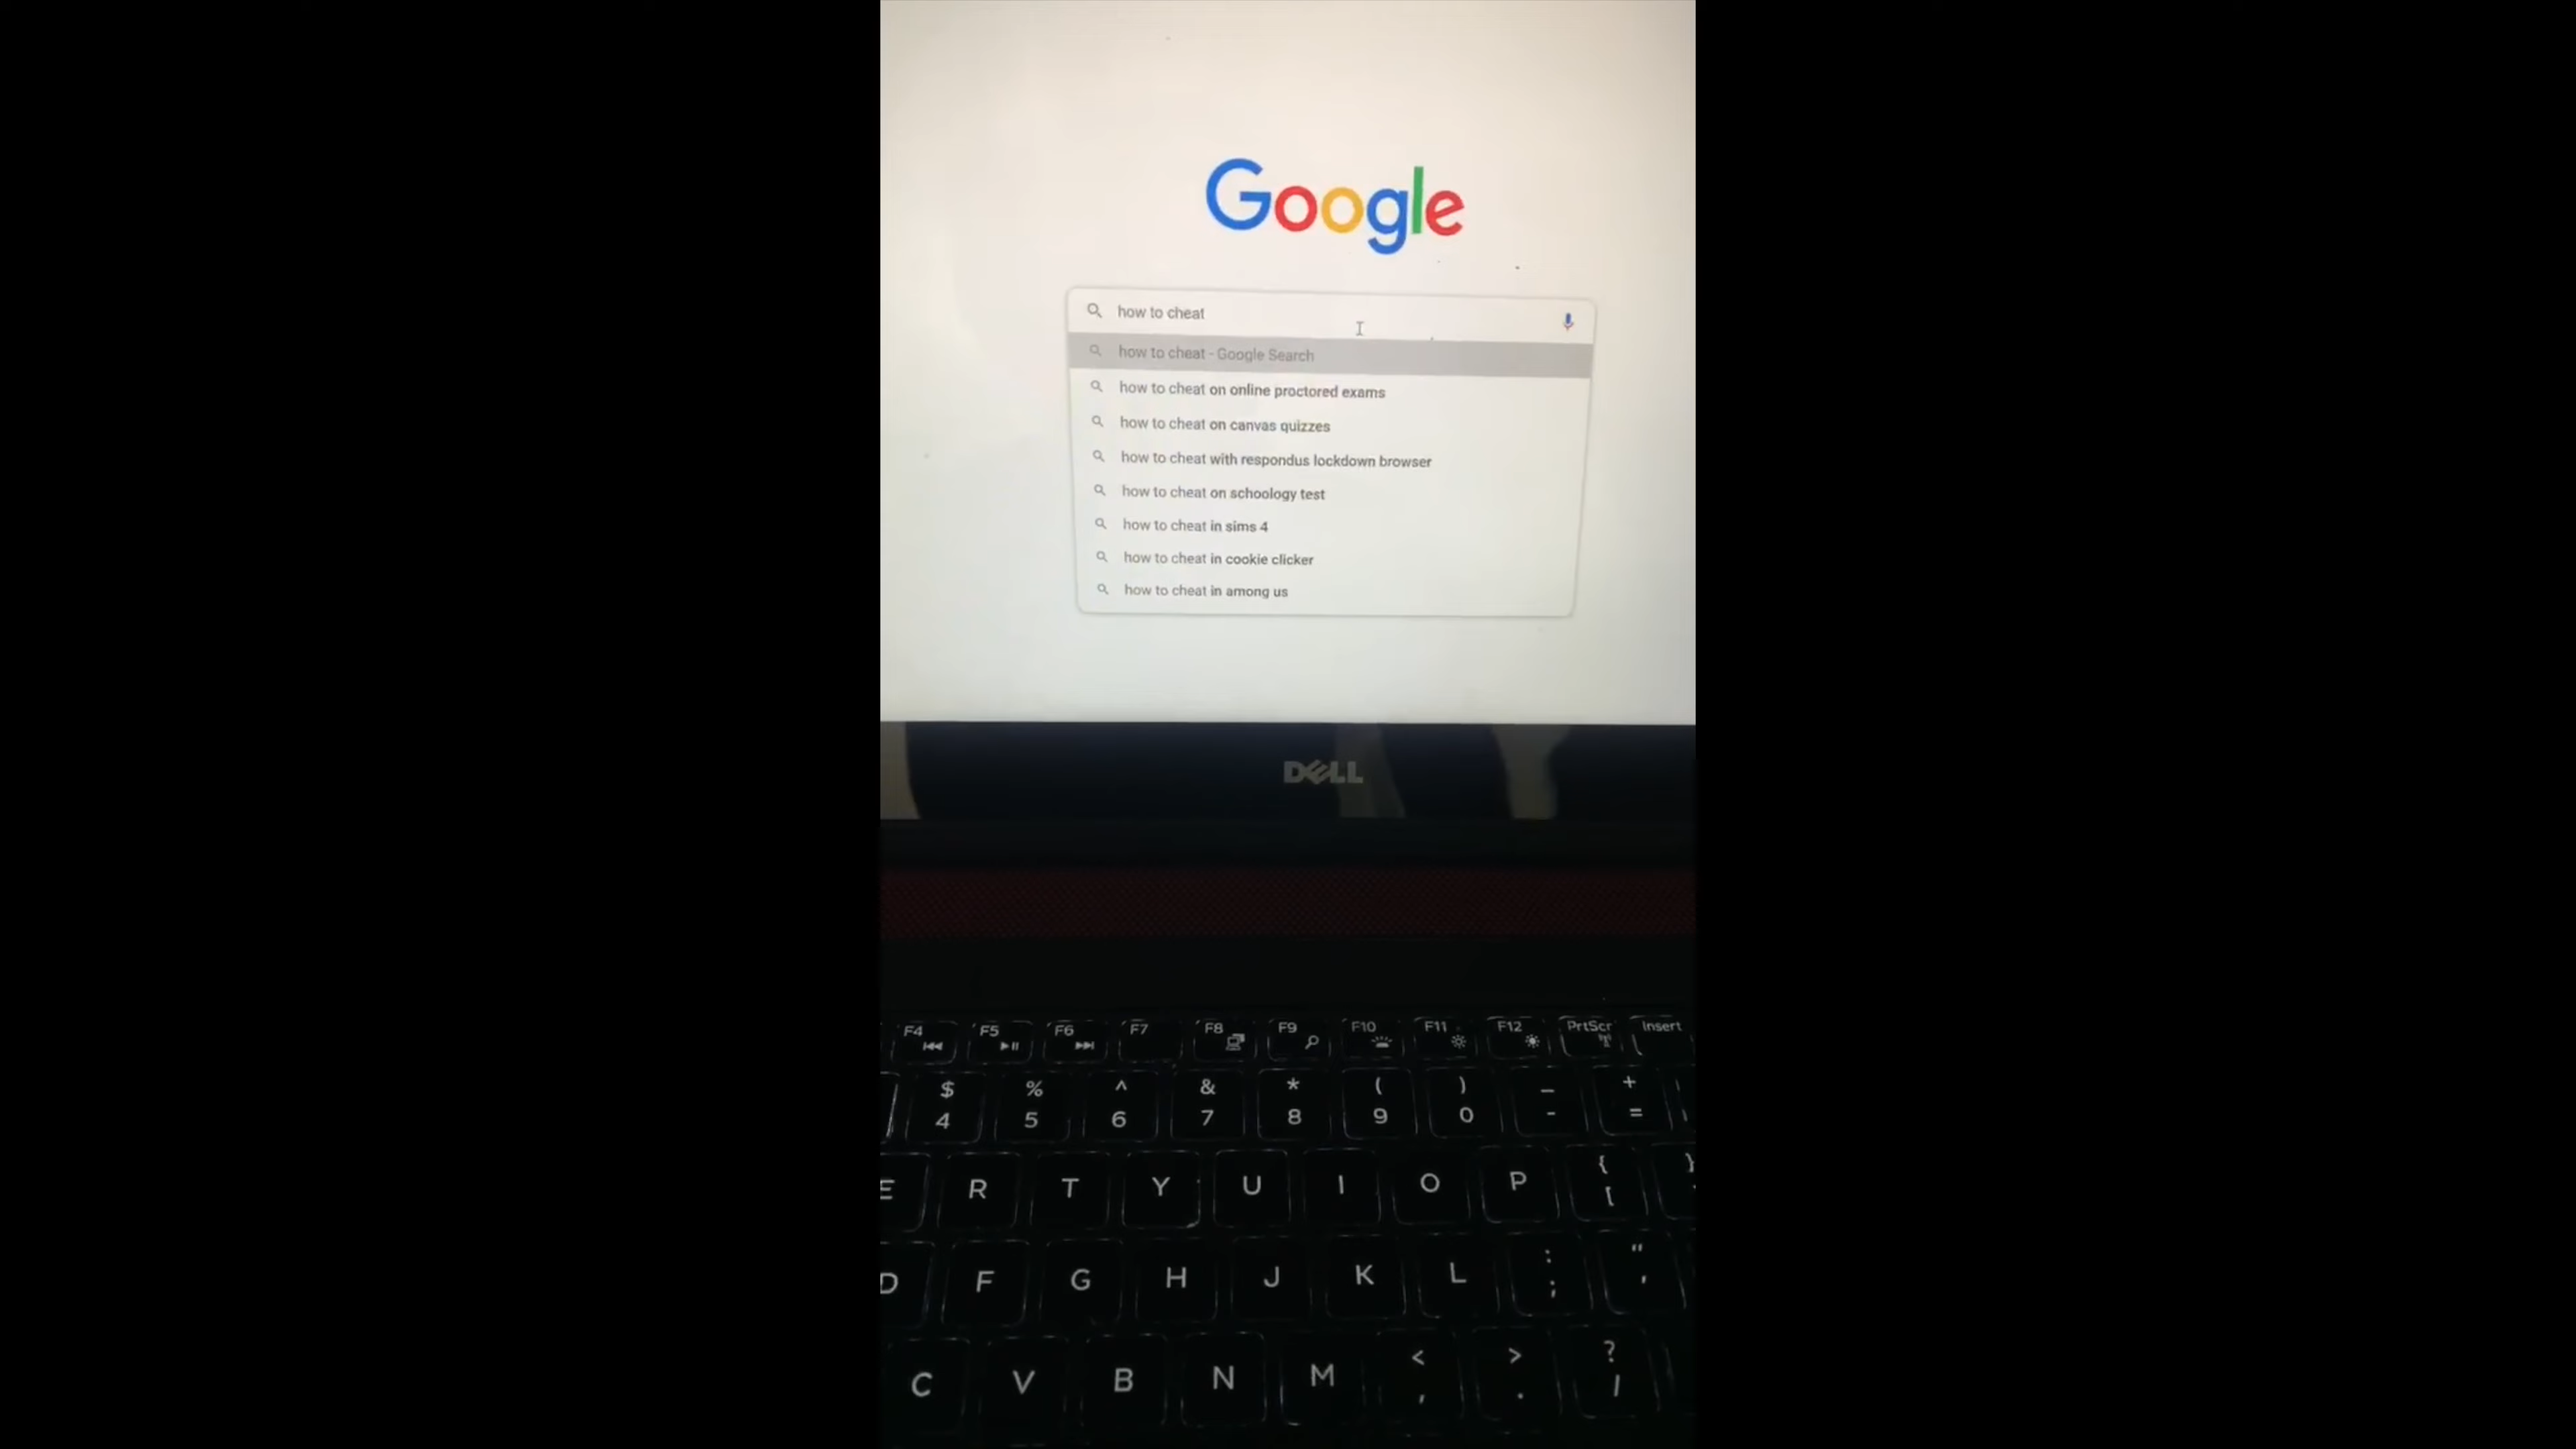 Google
how to cheat
how to cheat - Google Search
how to cheat on online proctored exams
how to cheat on canvas quizzes
how to cheat with respondus lockdown browser
how to cheat on schoology test
how to cheat in sims 4
how to cheat in cookie clicker
how to cheat in among us
DELL
F4 F5 F6 F7 F8 F9 F10 F11 F12 PrtScr Insert
$ % ^ & * ( ) _ +
4 5 6 7 8 9 0 - =
E R T Y U I O P { [ }
D F G H J K L : ; " '
C V B N M < , > . ? /